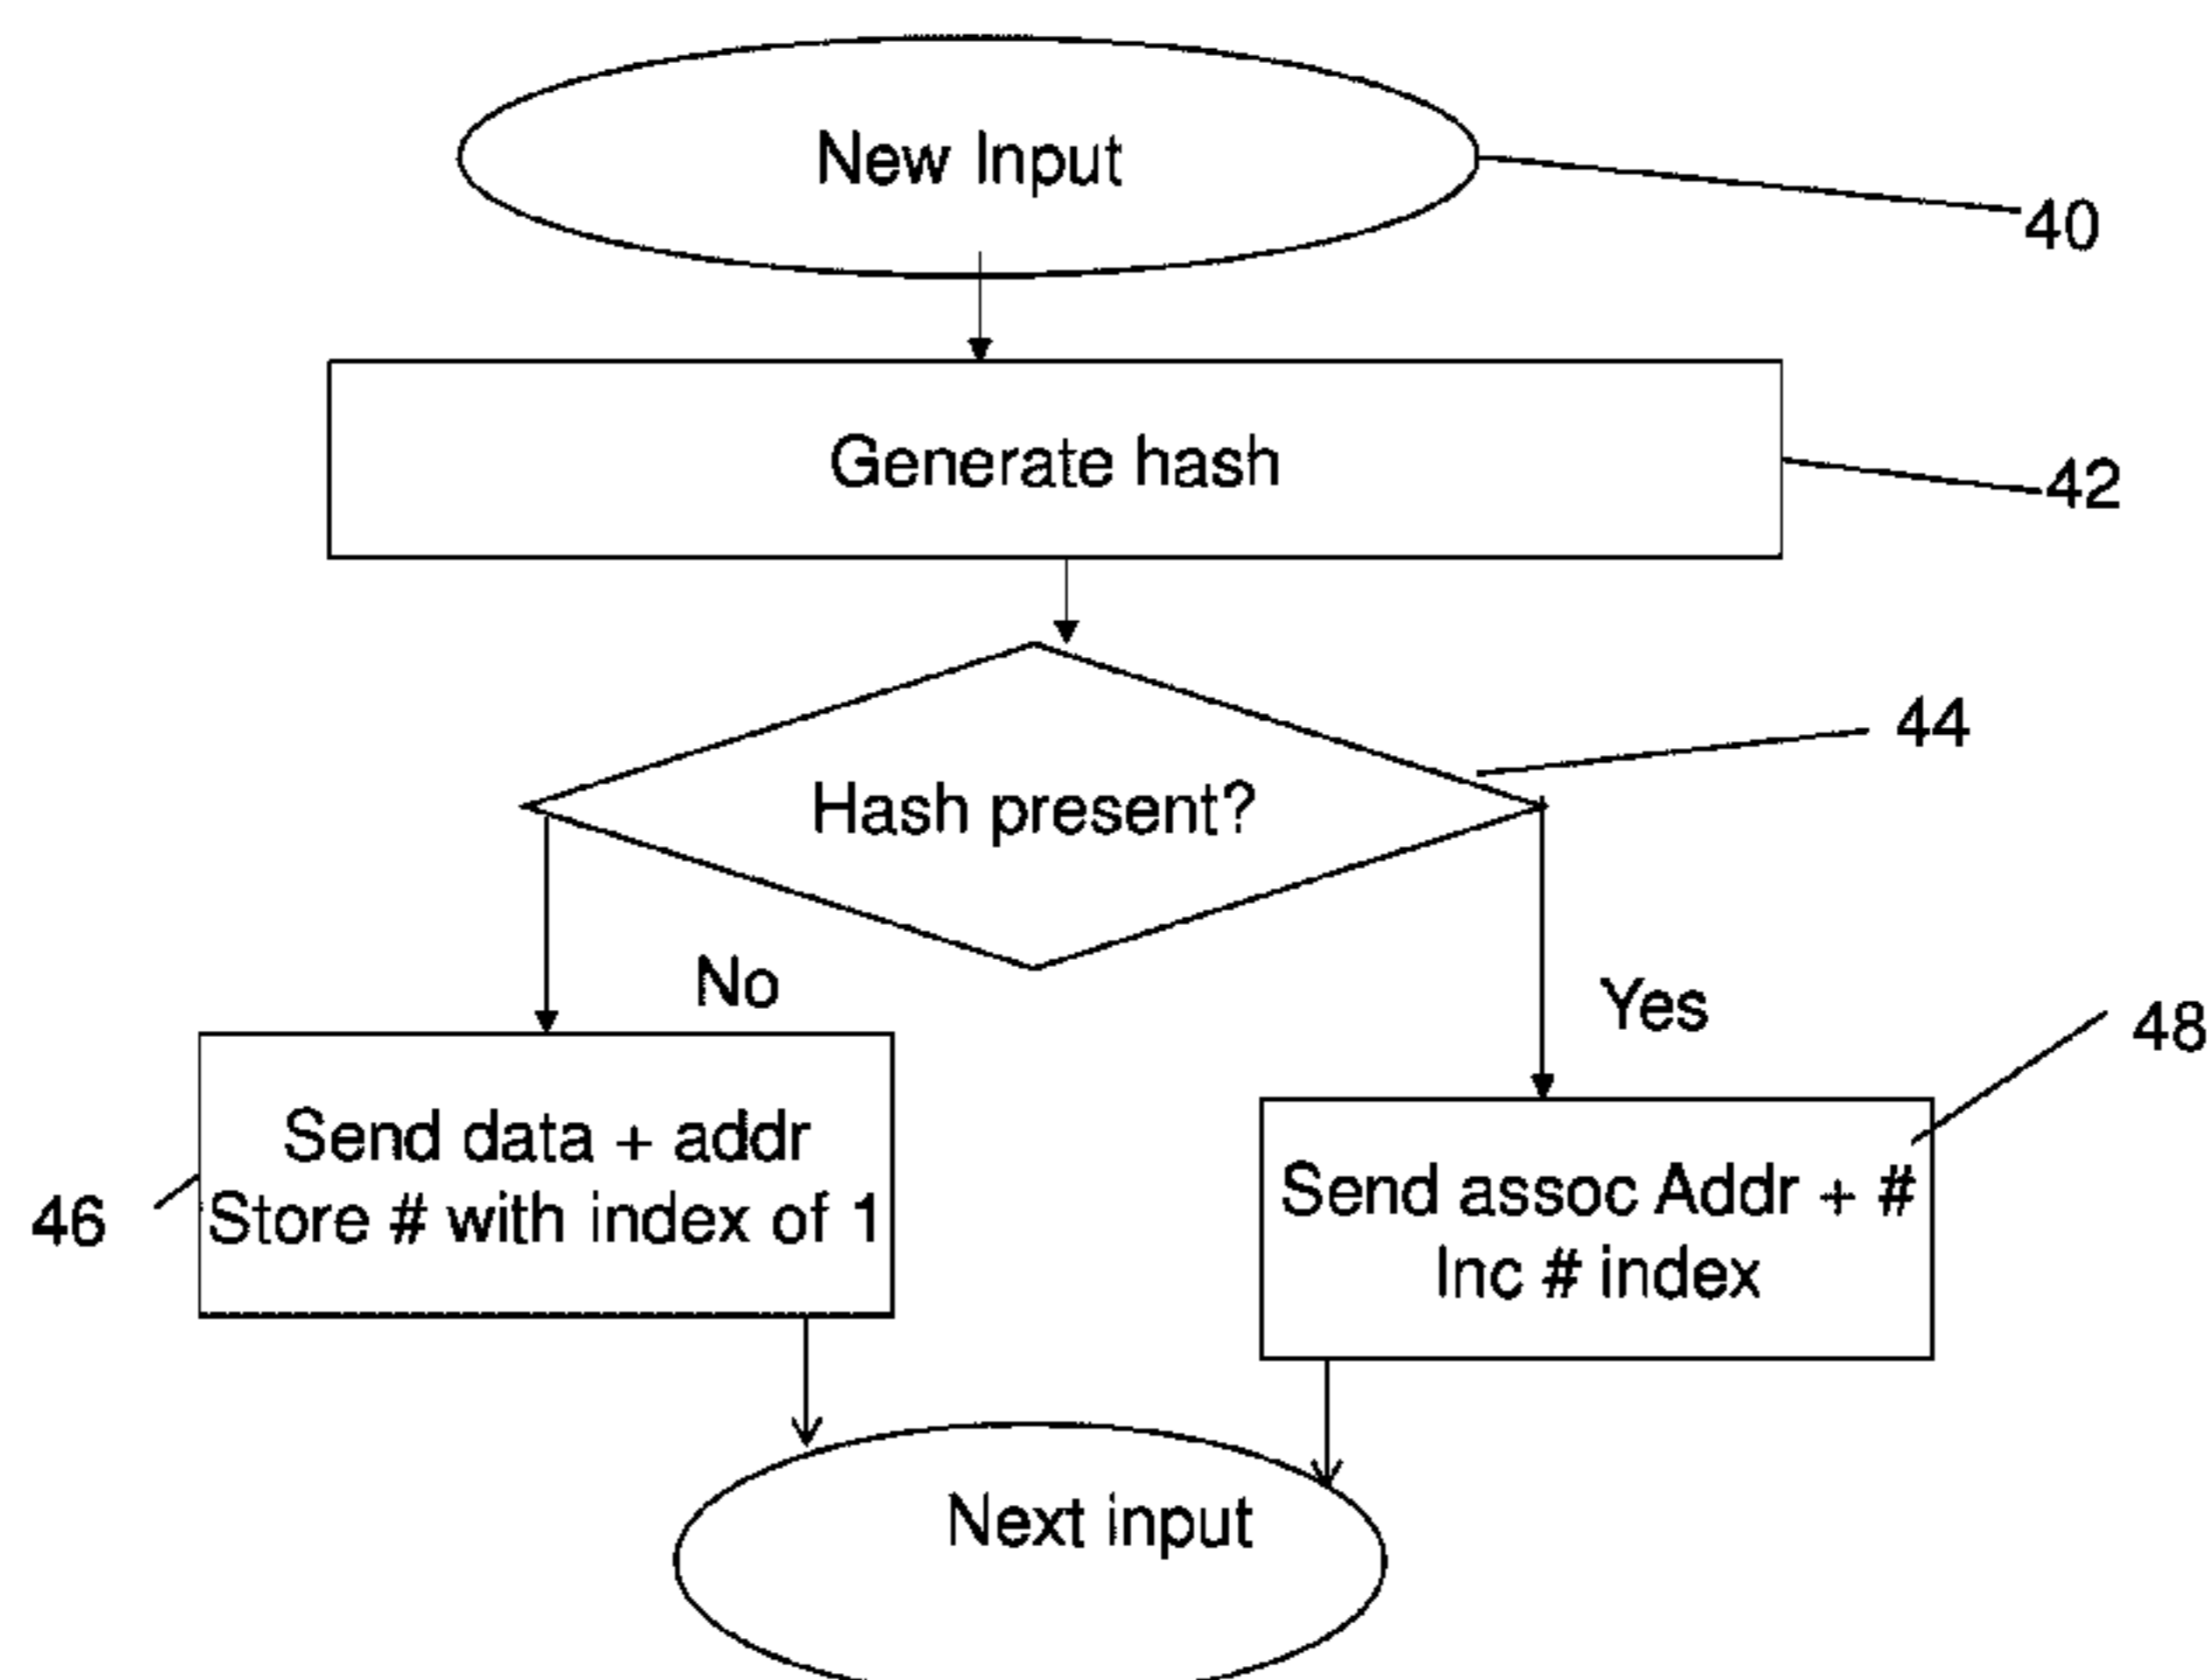 New Input
40
Generate hash
42
44
Hash present?
No
Yes
48
Send data + addr
Store # with index of 1
46
Send assoc Addr + #
Inc # index
Next input